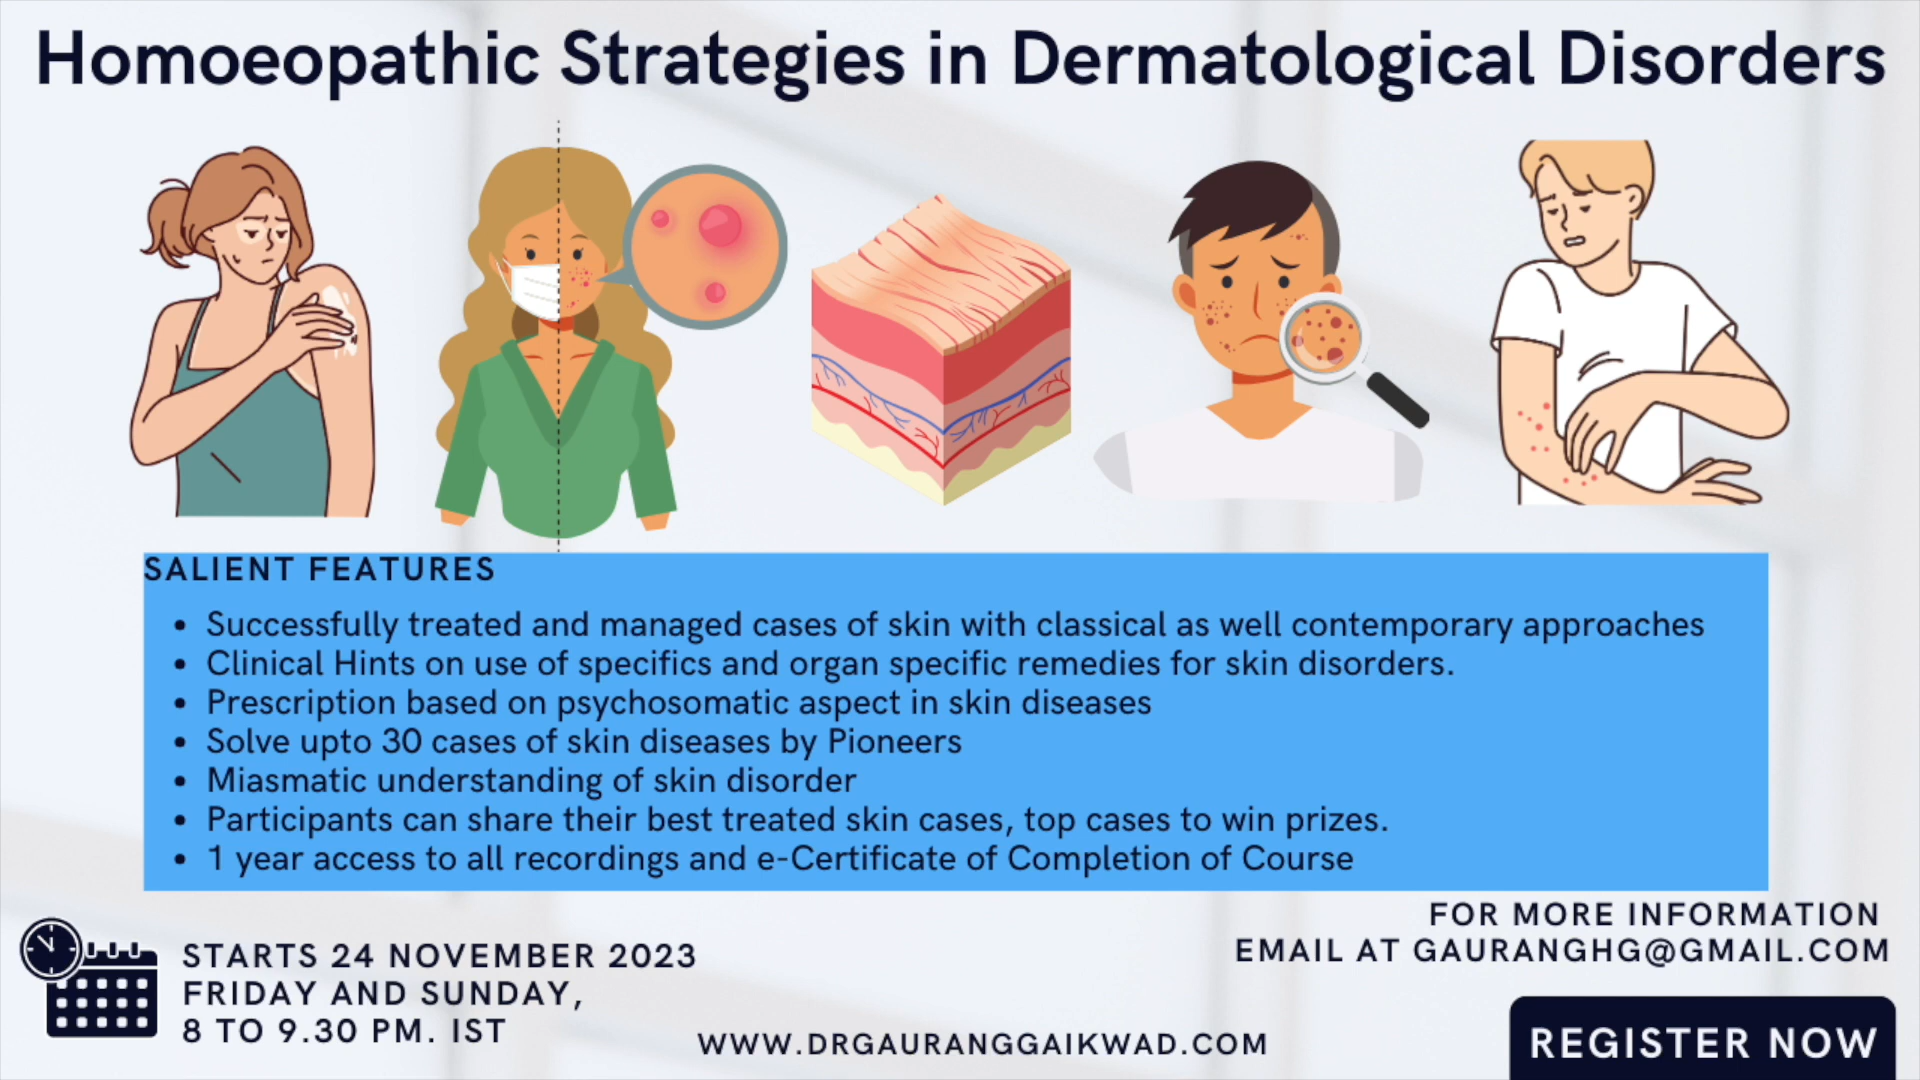 Homoeopathic Strategies in Dermatological Disorders
SALIENT FEATURES
• Successfully treated and managed cases of skin with classical as well contemporary approaches
• Clinical Hints on use of specifics and organ specific remedies for skin disorders.
• Prescription based on psychosomatic aspect in skin diseases
• Solve upto 30 cases of skin diseases by Pioneers
• Miasmatic understanding of skin disorder
• Participants can share their best treated skin cases, top cases to win prizes.
• 1 year access to all recordings and e-Certificate of Completion of Course
STARTS 24 NOVEMBER 2023
FRIDAY AND SUNDAY,
8 TO 9.30 PM. IST
WWW.DRGAURANGGAIKWAD.COM
FOR MORE INFORMATION
EMAIL AT GAURANGHG@GMAIL.COM
REGISTER NOW